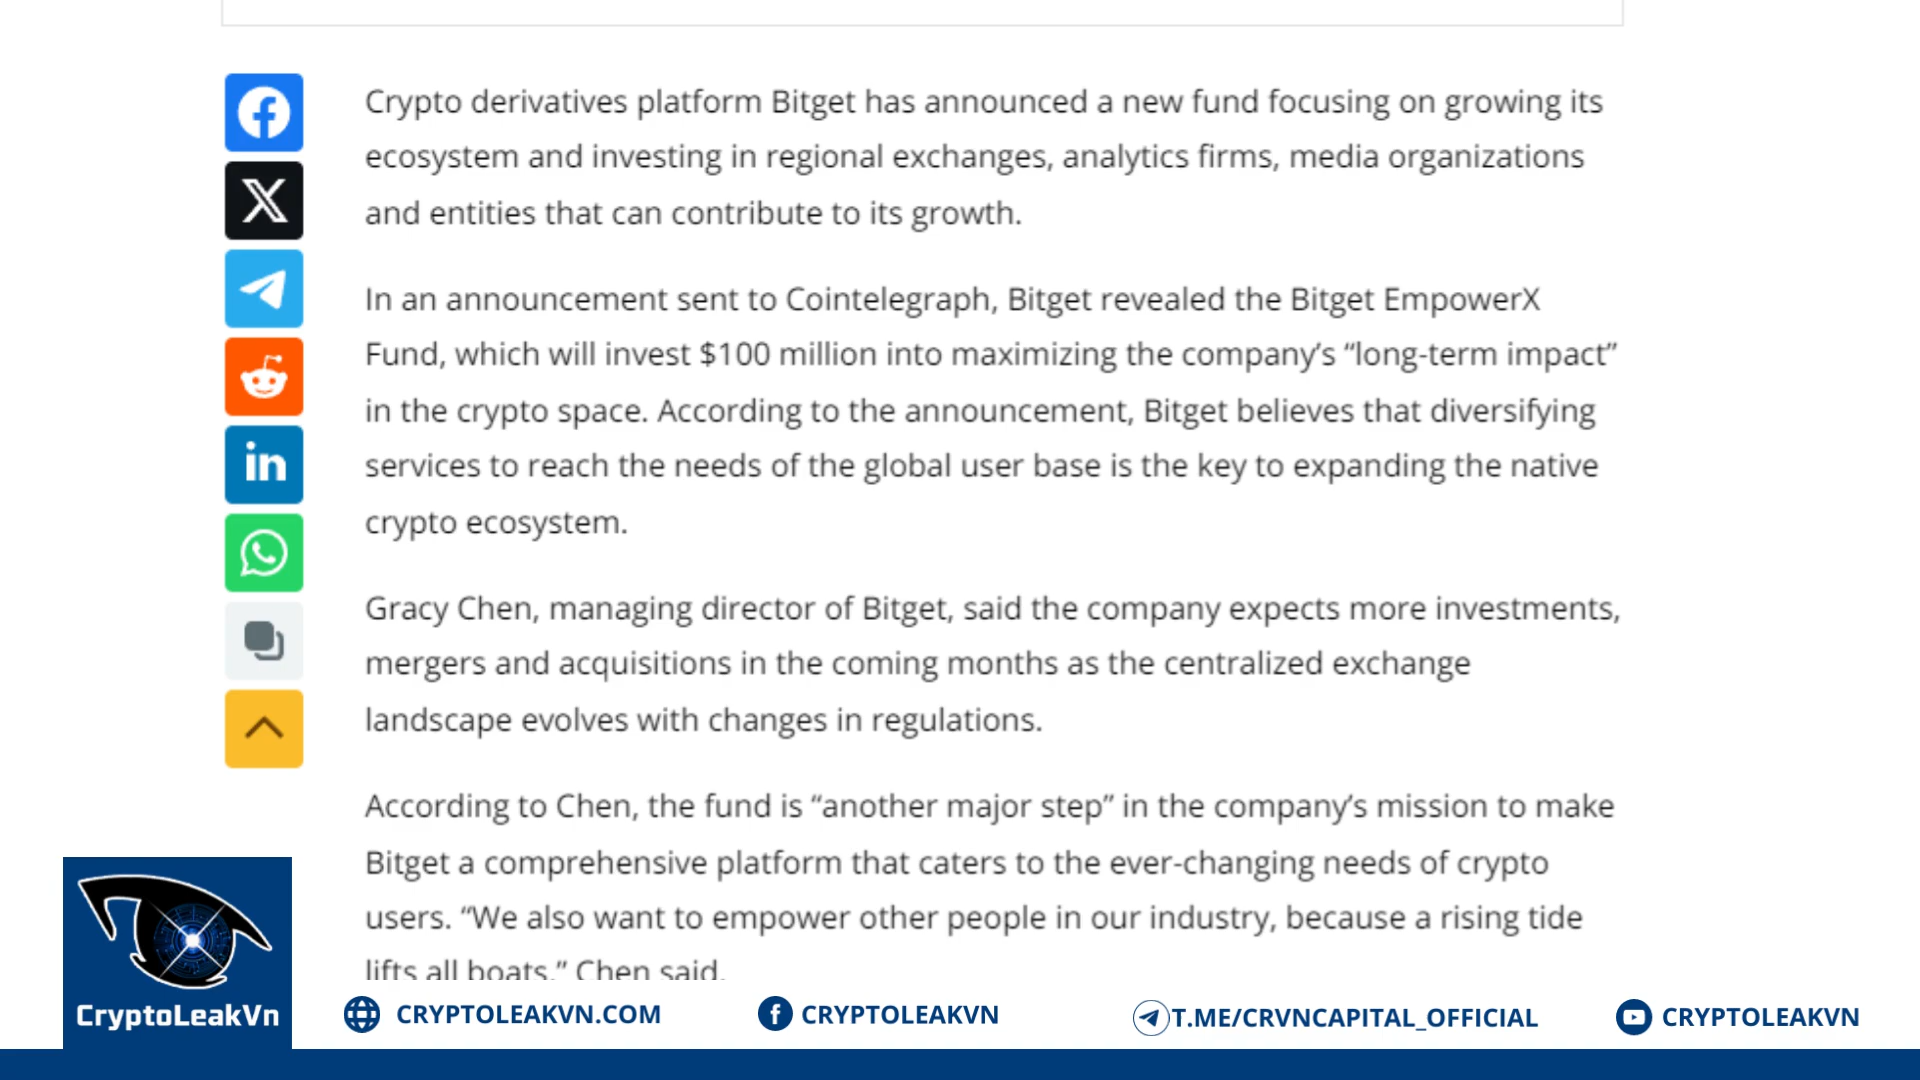 Crypto derivatives platform Bitget has announced a new fund focusing on growing its
ecosystem and investing in regional exchanges, analytics firms, media organizations
and entities that can contribute to its growth.
In an announcement sent to Cointelegraph, Bitget revealed the Bitget EmpowerX
Fund, which will invest $100 million into maximizing the company’s “long-term impact”
in the crypto space. According to the announcement, Bitget believes that diversifying
services to reach the needs of the global user base is the key to expanding the native
crypto ecosystem.
Gracy Chen, managing director of Bitget, said the company expects more investments,
mergers and acquisitions in the coming months as the centralized exchange
landscape evolves with changes in regulations.
According to Chen, the fund is “another major step” in the company’s mission to make
Bitget a comprehensive platform that caters to the ever-changing needs of crypto
users. “We also want to empower other people in our industry, because a rising tide
lifts all boats,” Chen said.
in
CryptoLeakVn
CRYPTOLEAKVN.COM
CRYPTOLEAKVN
T.ME/CRVNCAPITAL_OFFICIAL
CRYPTOLEAKVN